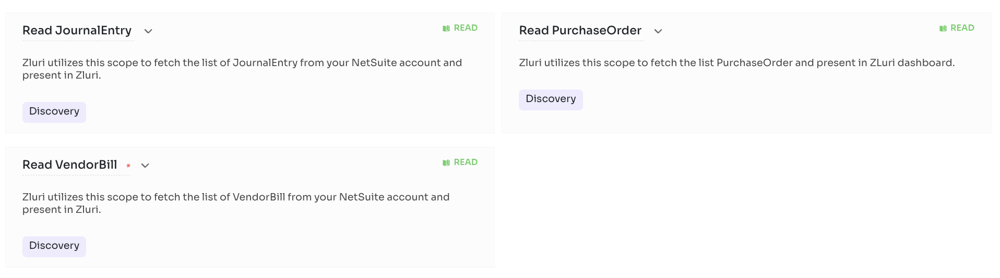 Read JournalEntry
READ
Zluri utilizes this scope to fetch the list of JournalEntry from your NetSuite account and
present in Zluri.
Discovery
Read PurchaseOrder
READ
Zluri utilizes this scope to fetch the list PurchaseOrder and present in ZLuri dashboard.
Discovery
Read VendorBill *
READ
Zluri utilizes this scope to fetch the list of VendorBill from your NetSuite account and
present in Zluri.
Discovery